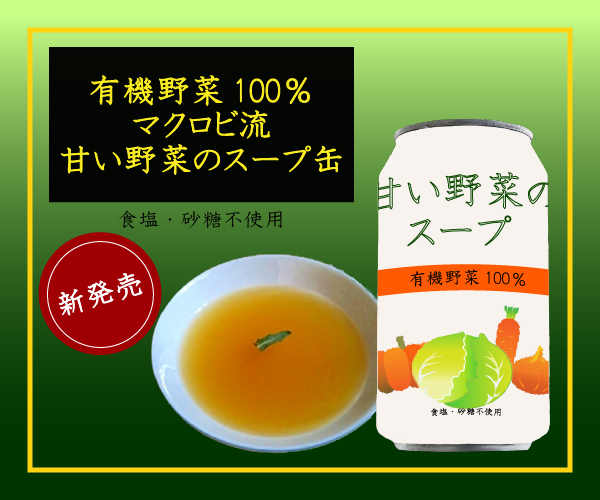 有機野菜100％
マクロビ流
甘い野菜のスープ缶
食塩・砂糖不使用
新発売
甘い野菜の
スープ
有機野菜100％
食塩・砂糖不使用